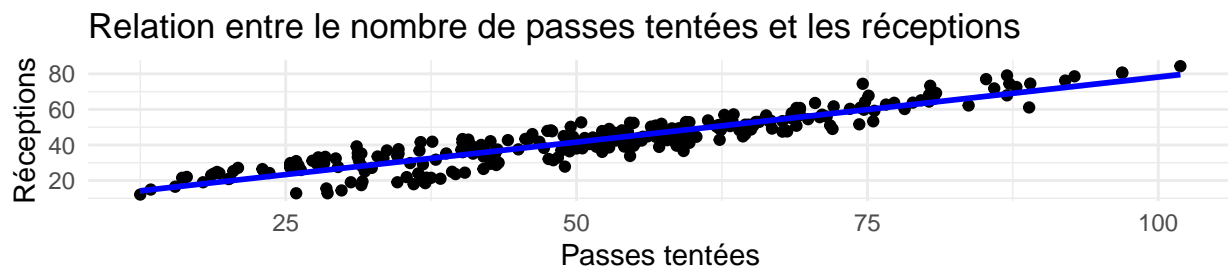 Relation entre le nombre de passes tentées et les réceptions
Réceptions
80
60
40
20
25
50
75
100
Passes tentées